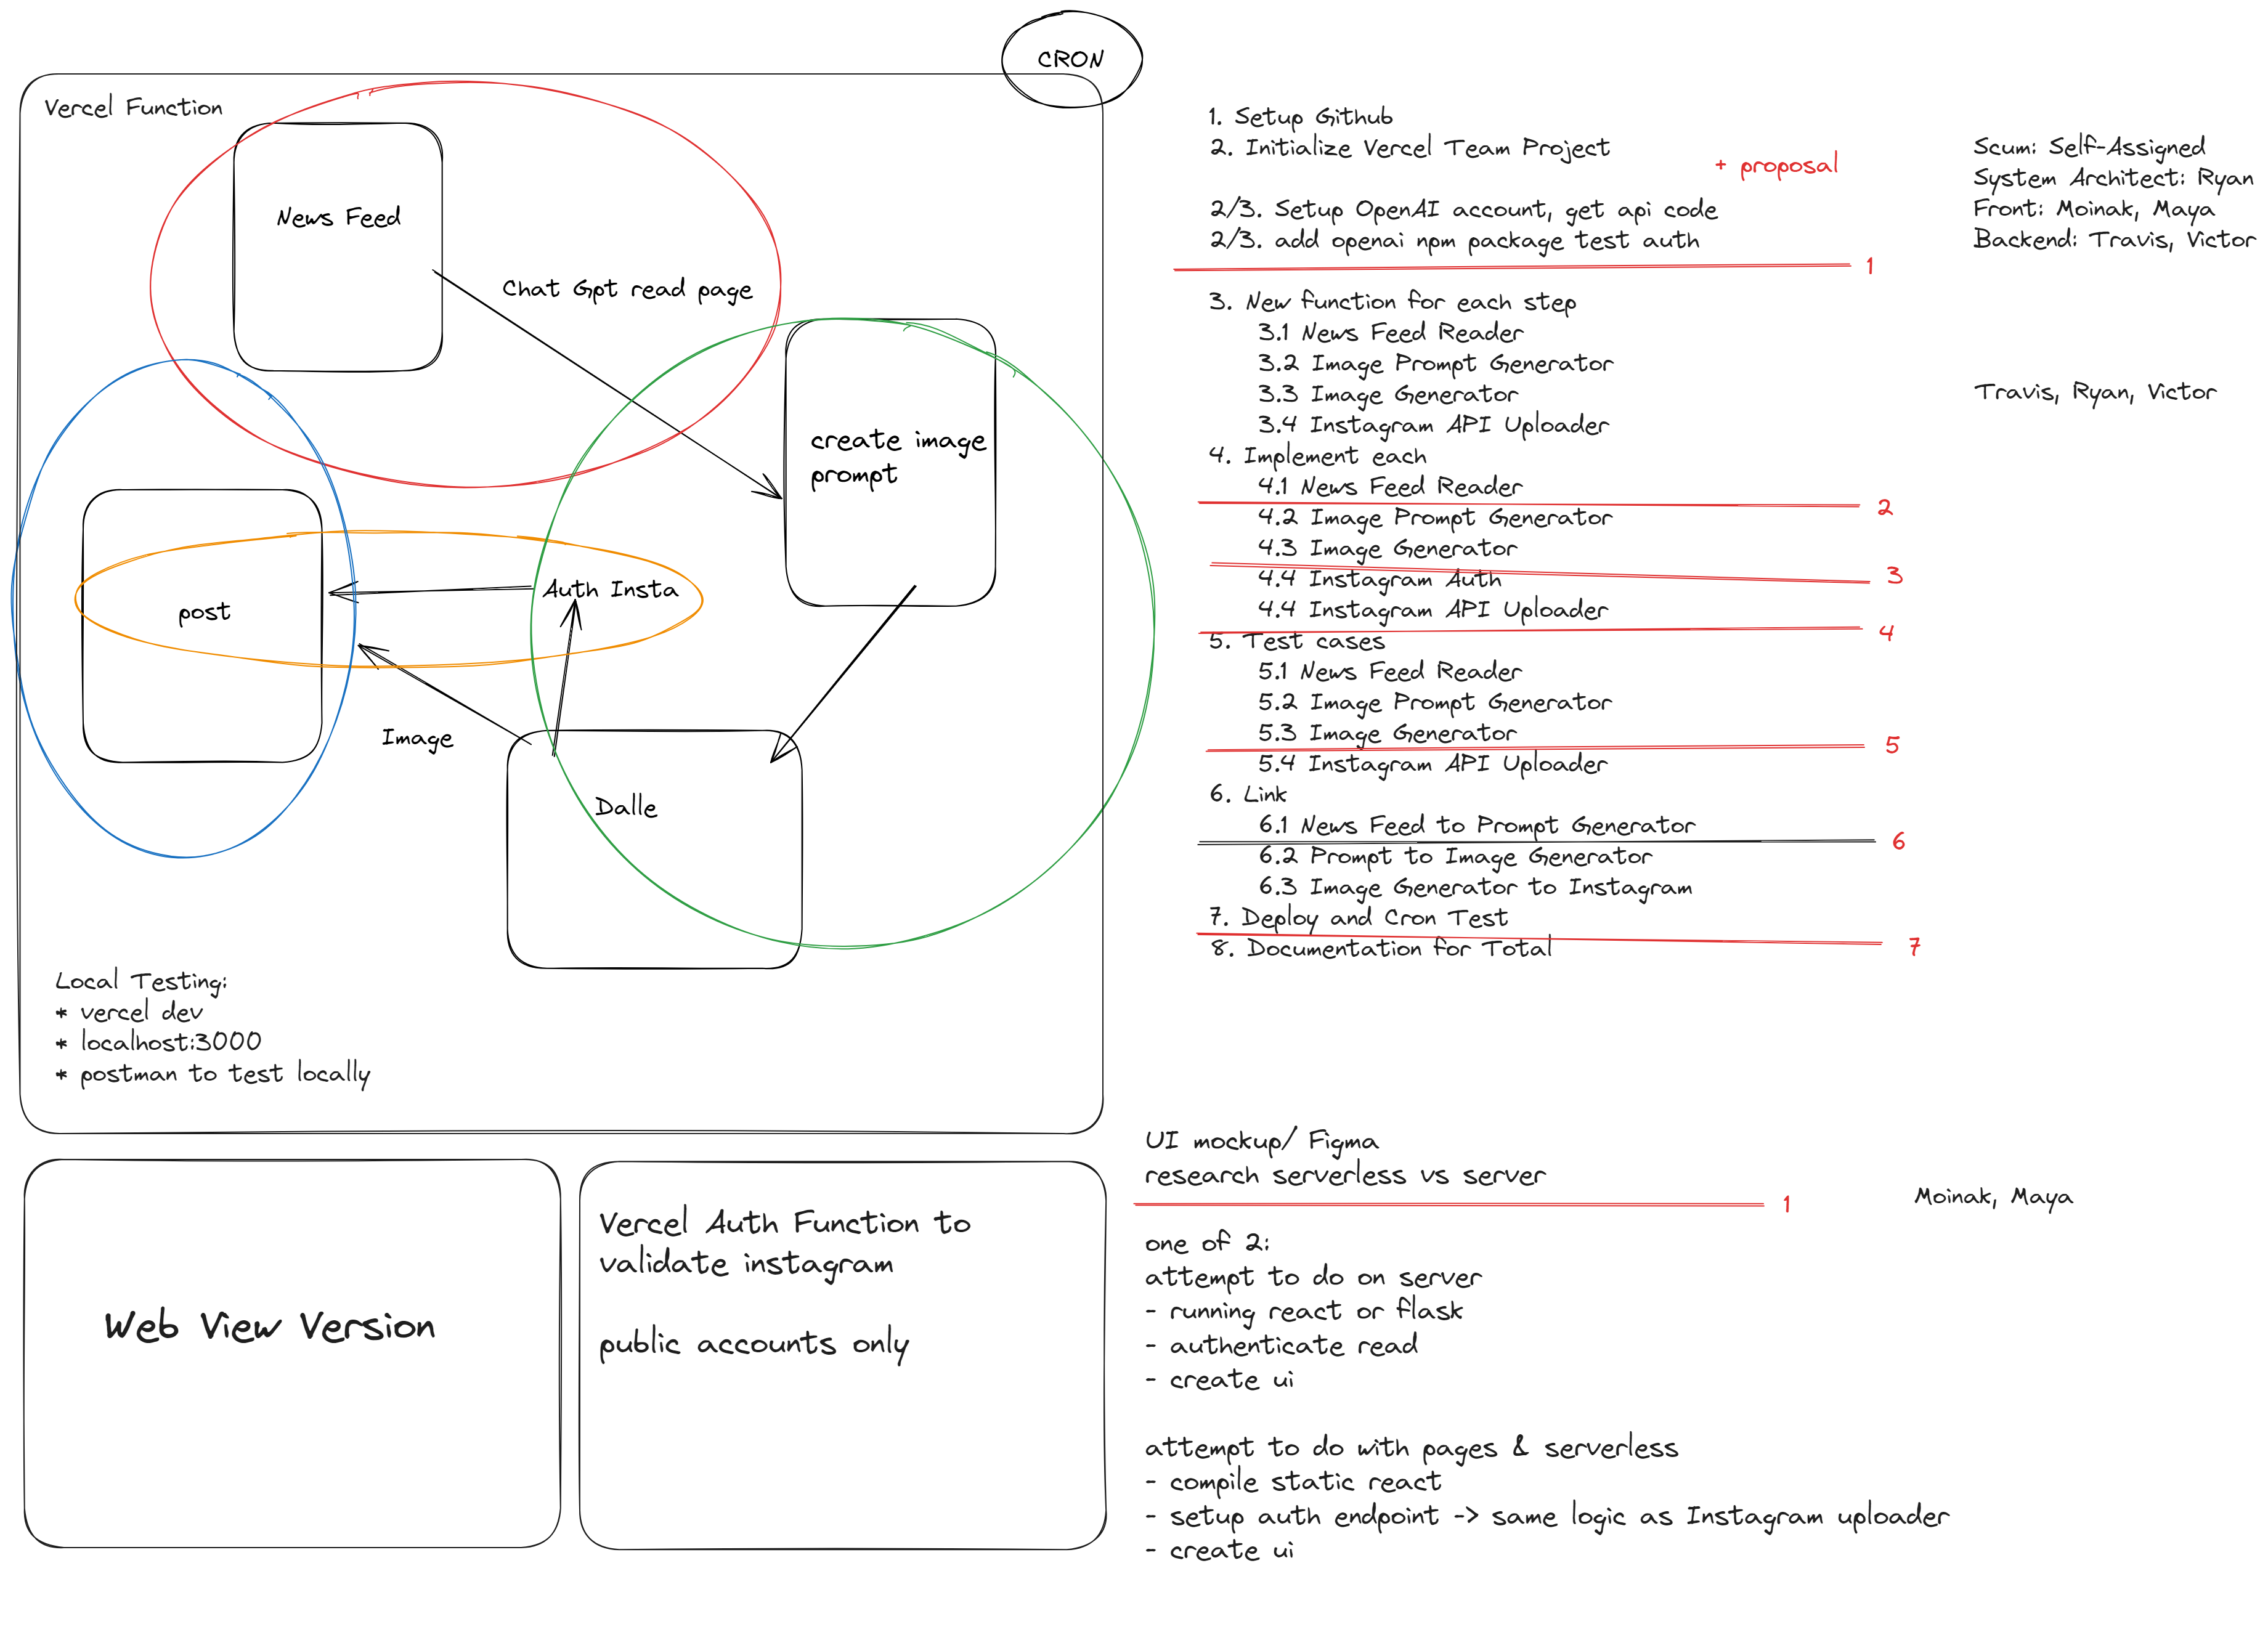 CRON
Vercel Function
News Feed
Chat Gpt read page
create image
prompt
Auth Insta
post
Image
Dalle
Local Testing:
* vercel dev
* localhost:3000
* postman to test locally
Web View Version
Vercel Auth Function to
validate instagram
public accounts only
1. Setup Github
2. Initialize Vercel Team Project
+ proposal
2/3. Setup OpenAI account, get api code
2/3. add openai npm package test auth
1
3. New function for each step
3.1 News Feed Reader
3.2 Image Prompt Generator
3.3 Image Generator
3.4 Instagram API Uploader
4. Implement each
4.1 News Feed Reader
2
4.2 Image Prompt Generator
4.3 Image Generator
3
4.4 Instagram Auth
4.4 Instagram API Uploader
4
5. Test cases
5.1 News Feed Reader
5.2 Image Prompt Generator
5.3 Image Generator
5
5.4 Instagram API Uploader
6. Link
6.1 News Feed to Prompt Generator
6
6.2 Prompt to Image Generator
6.3 Image Generator to Instagram
7. Deploy and Cron Test
7
8. Documentation for Total
Scum: Self-Assigned
System Architect: Ryan
Front: Moinak, Maya
Backend: Travis, Victor
Travis, Ryan, Victor
UI mockup/ Figma
research serverless vs server
1
Moinak, Maya
one of 2:
attempt to do on server
- running react or flask
- authenticate read
- create ui
attempt to do with pages & serverless
- compile static react
- setup auth endpoint -> same logic as Instagram uploader
- create ui